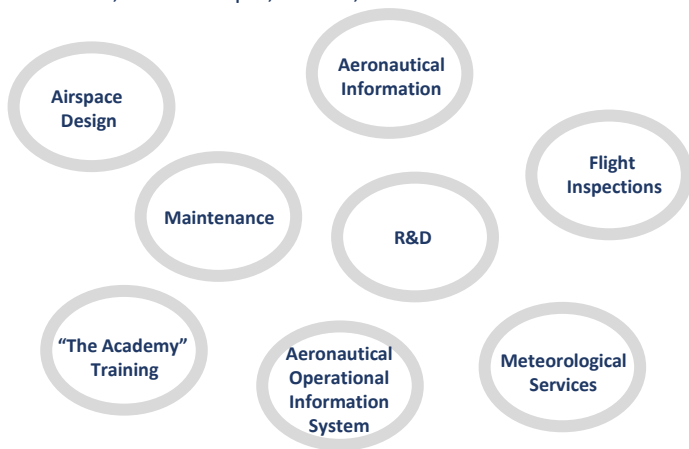 Aeronautical
Information
Airspace
Design
Flight
Inspections
Maintenance
R&D
“The Academy”
Training
Aeronautical
Operational
Information
System
Meteorological
Services